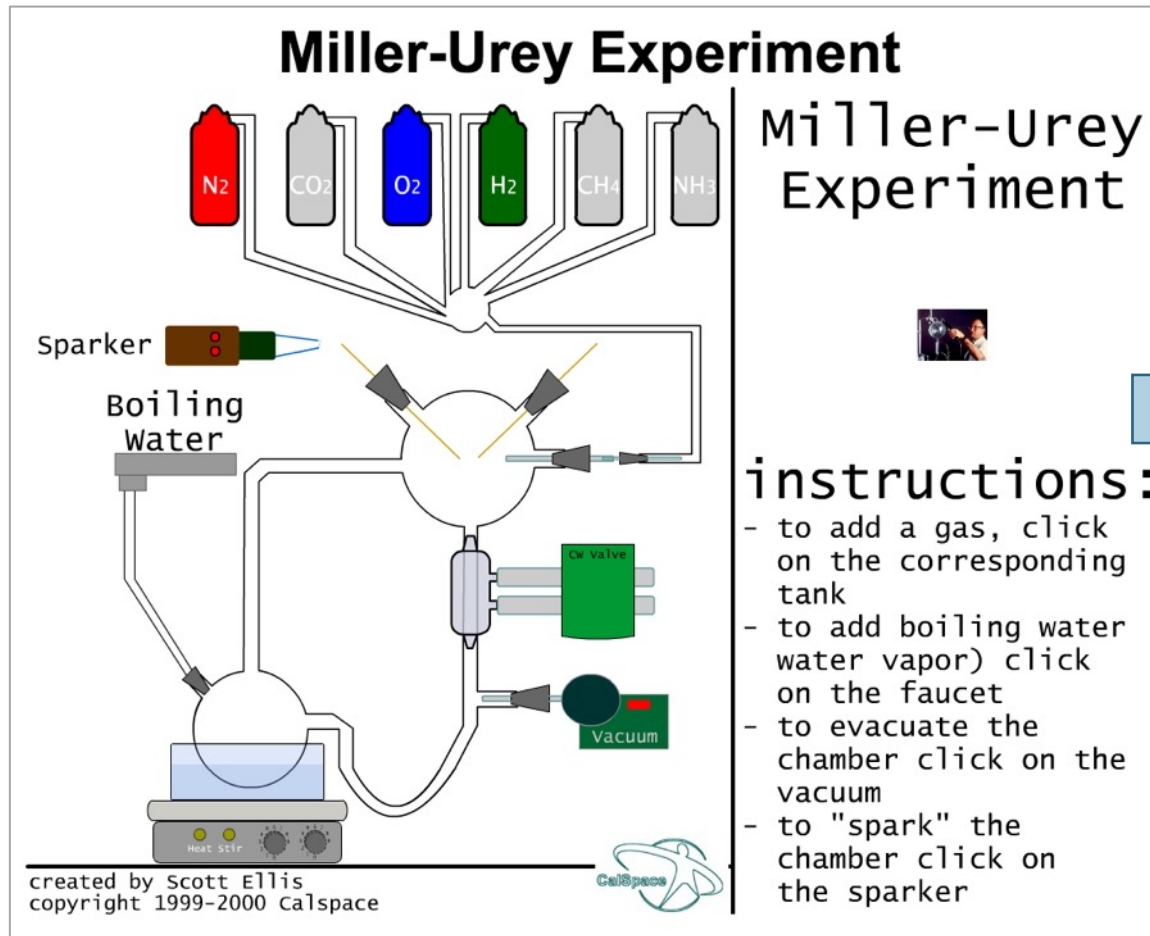 Miller-Urey Experiment
N2
CO2
O2
H2
CH4
NH3
Sparker
Boiling
Water
CW Valve
Vacuum
Heat Stir
created by Scott Ellis
copyright 1999-2000 Calspace
CalSpace
Miller-Urey
Experiment
instructions:
- to add a gas, click
on the corresponding
tank
- to add boiling water
water vapor) click
on the faucet
- to evacuate the
chamber click on the
vacuum
- to "spark" the
chamber click on
the sparker